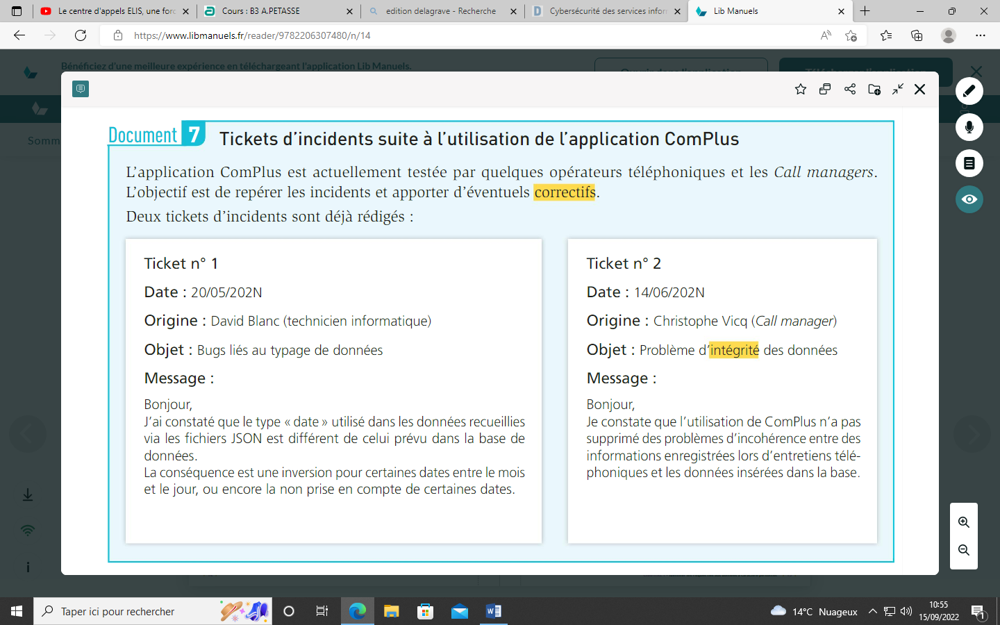 Le centre d'appels ELIS, une forc
Cours : B3 A.PETASSE
edition delagrave - Recherche
Cybersécurité des services inform
Lib Manuels
https://www.libmanuels.fr/reader/9782206307480/n/14
Bénéficiez d'une meilleure expérience en téléchargeant l'application Lib Manuels.
Somm
Document 7 Tickets d'incidents suite à l'utilisation de l'application ComPlus
L'application ComPlus est actuellement testée par quelques opérateurs téléphoniques et les Call managers.
L'objectif est de repérer les incidents et apporter d'éventuels correctifs.
Deux tickets d'incidents sont déjà rédigés :
Ticket n° 1
Date : 20/05/202N
Origine : David Blanc (technicien informatique)
Objet : Bugs liés au typage de données
Message :
Bonjour,
J'ai constaté que le type « date » utilisé dans les données recueillies
via les fichiers JSON est différent de celui prévu dans la base de
données.
La conséquence est une inversion pour certaines dates entre le mois
et le jour, ou encore la non prise en compte de certaines dates.
Ticket n° 2
Date : 14/06/202N
Origine : Christophe Vicq (Call manager)
Objet : Problème d'intégrité des données
Message :
Bonjour,
Je constate que l'utilisation de ComPlus n'a pas
supprimé des problèmes d'incohérence entre des
informations enregistrées lors d'entretiens télé-
phoniques et les données insérées dans la base.
Taper ici pour rechercher
14°C Nuageux
10:55
15/09/2022
1